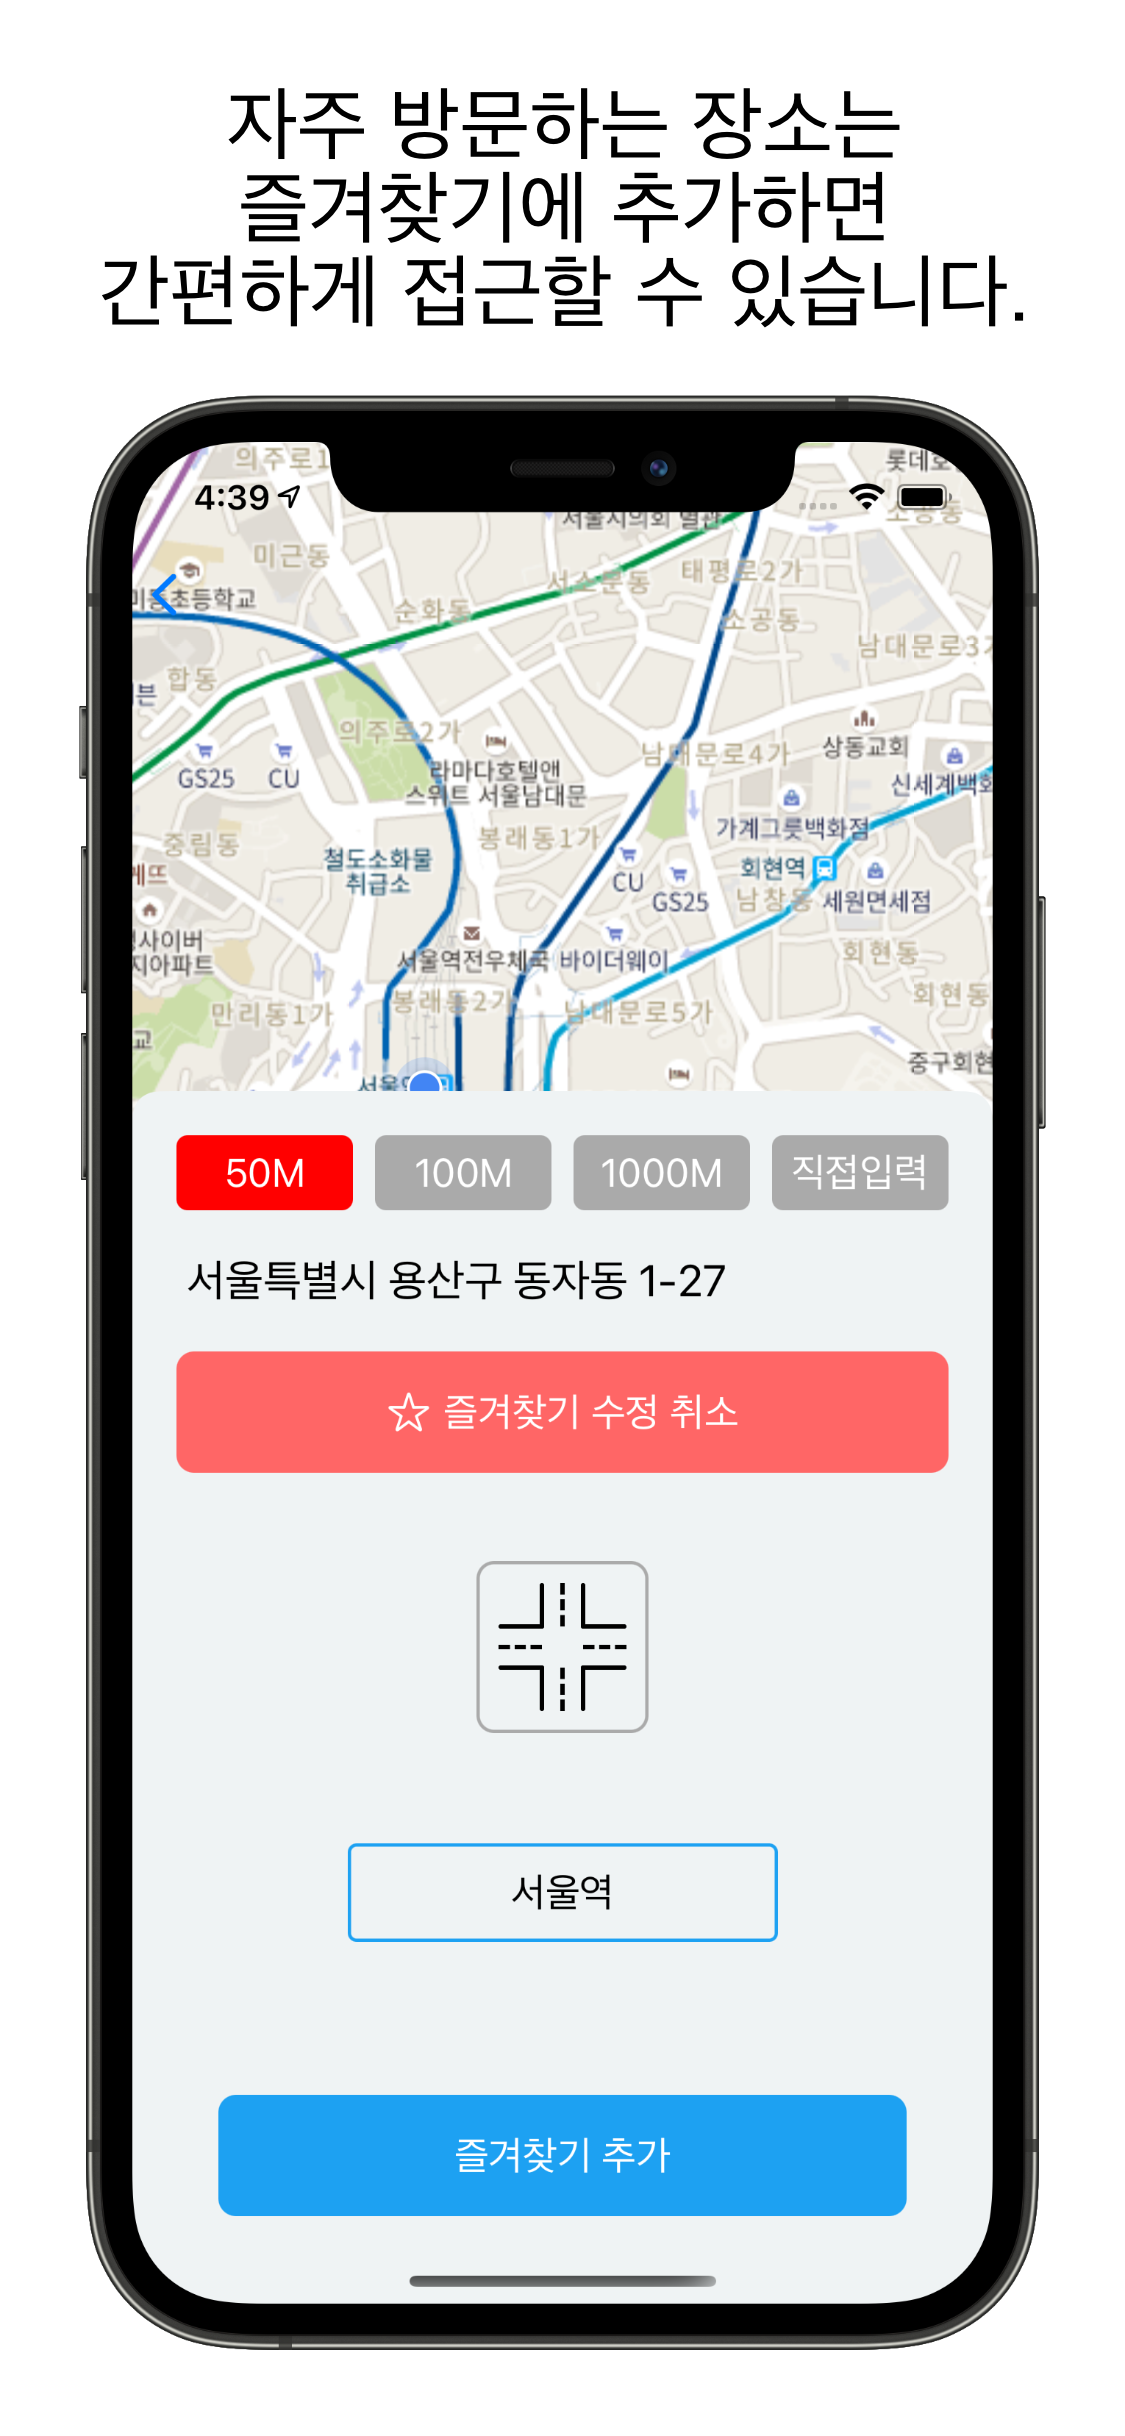 자주 방문하는 장소는
즐겨찾기에 추가하면
간편하게 접근할 수 있습니다.
의주로1
롯데호
4:39
소공동
서울시의회 별관
미근동
서소문동
태평로2가
미동초등학교
순화동
소공동
남대문로3가
합동
븐
의주로2가
남대문로4가
상동교회
GS25
CU
라마다호텔앤
스위트 서울남대문
신세계백화
가게그릇백화점
중림동
봉래동1가
철도소화물
취급소
회현역
CU
GS25
남창동
세원면세점
사이버
지아파트
서울역전우체국
바이더웨이
회현동
만리동1가
봉래동2가
남대문로5가
회현동
교
중구회현
50M
100M
1000M
직접입력
서울특별시 용산구 동자동 1-27
즐겨찾기 수정 취소
서울역
즐겨찾기 추가